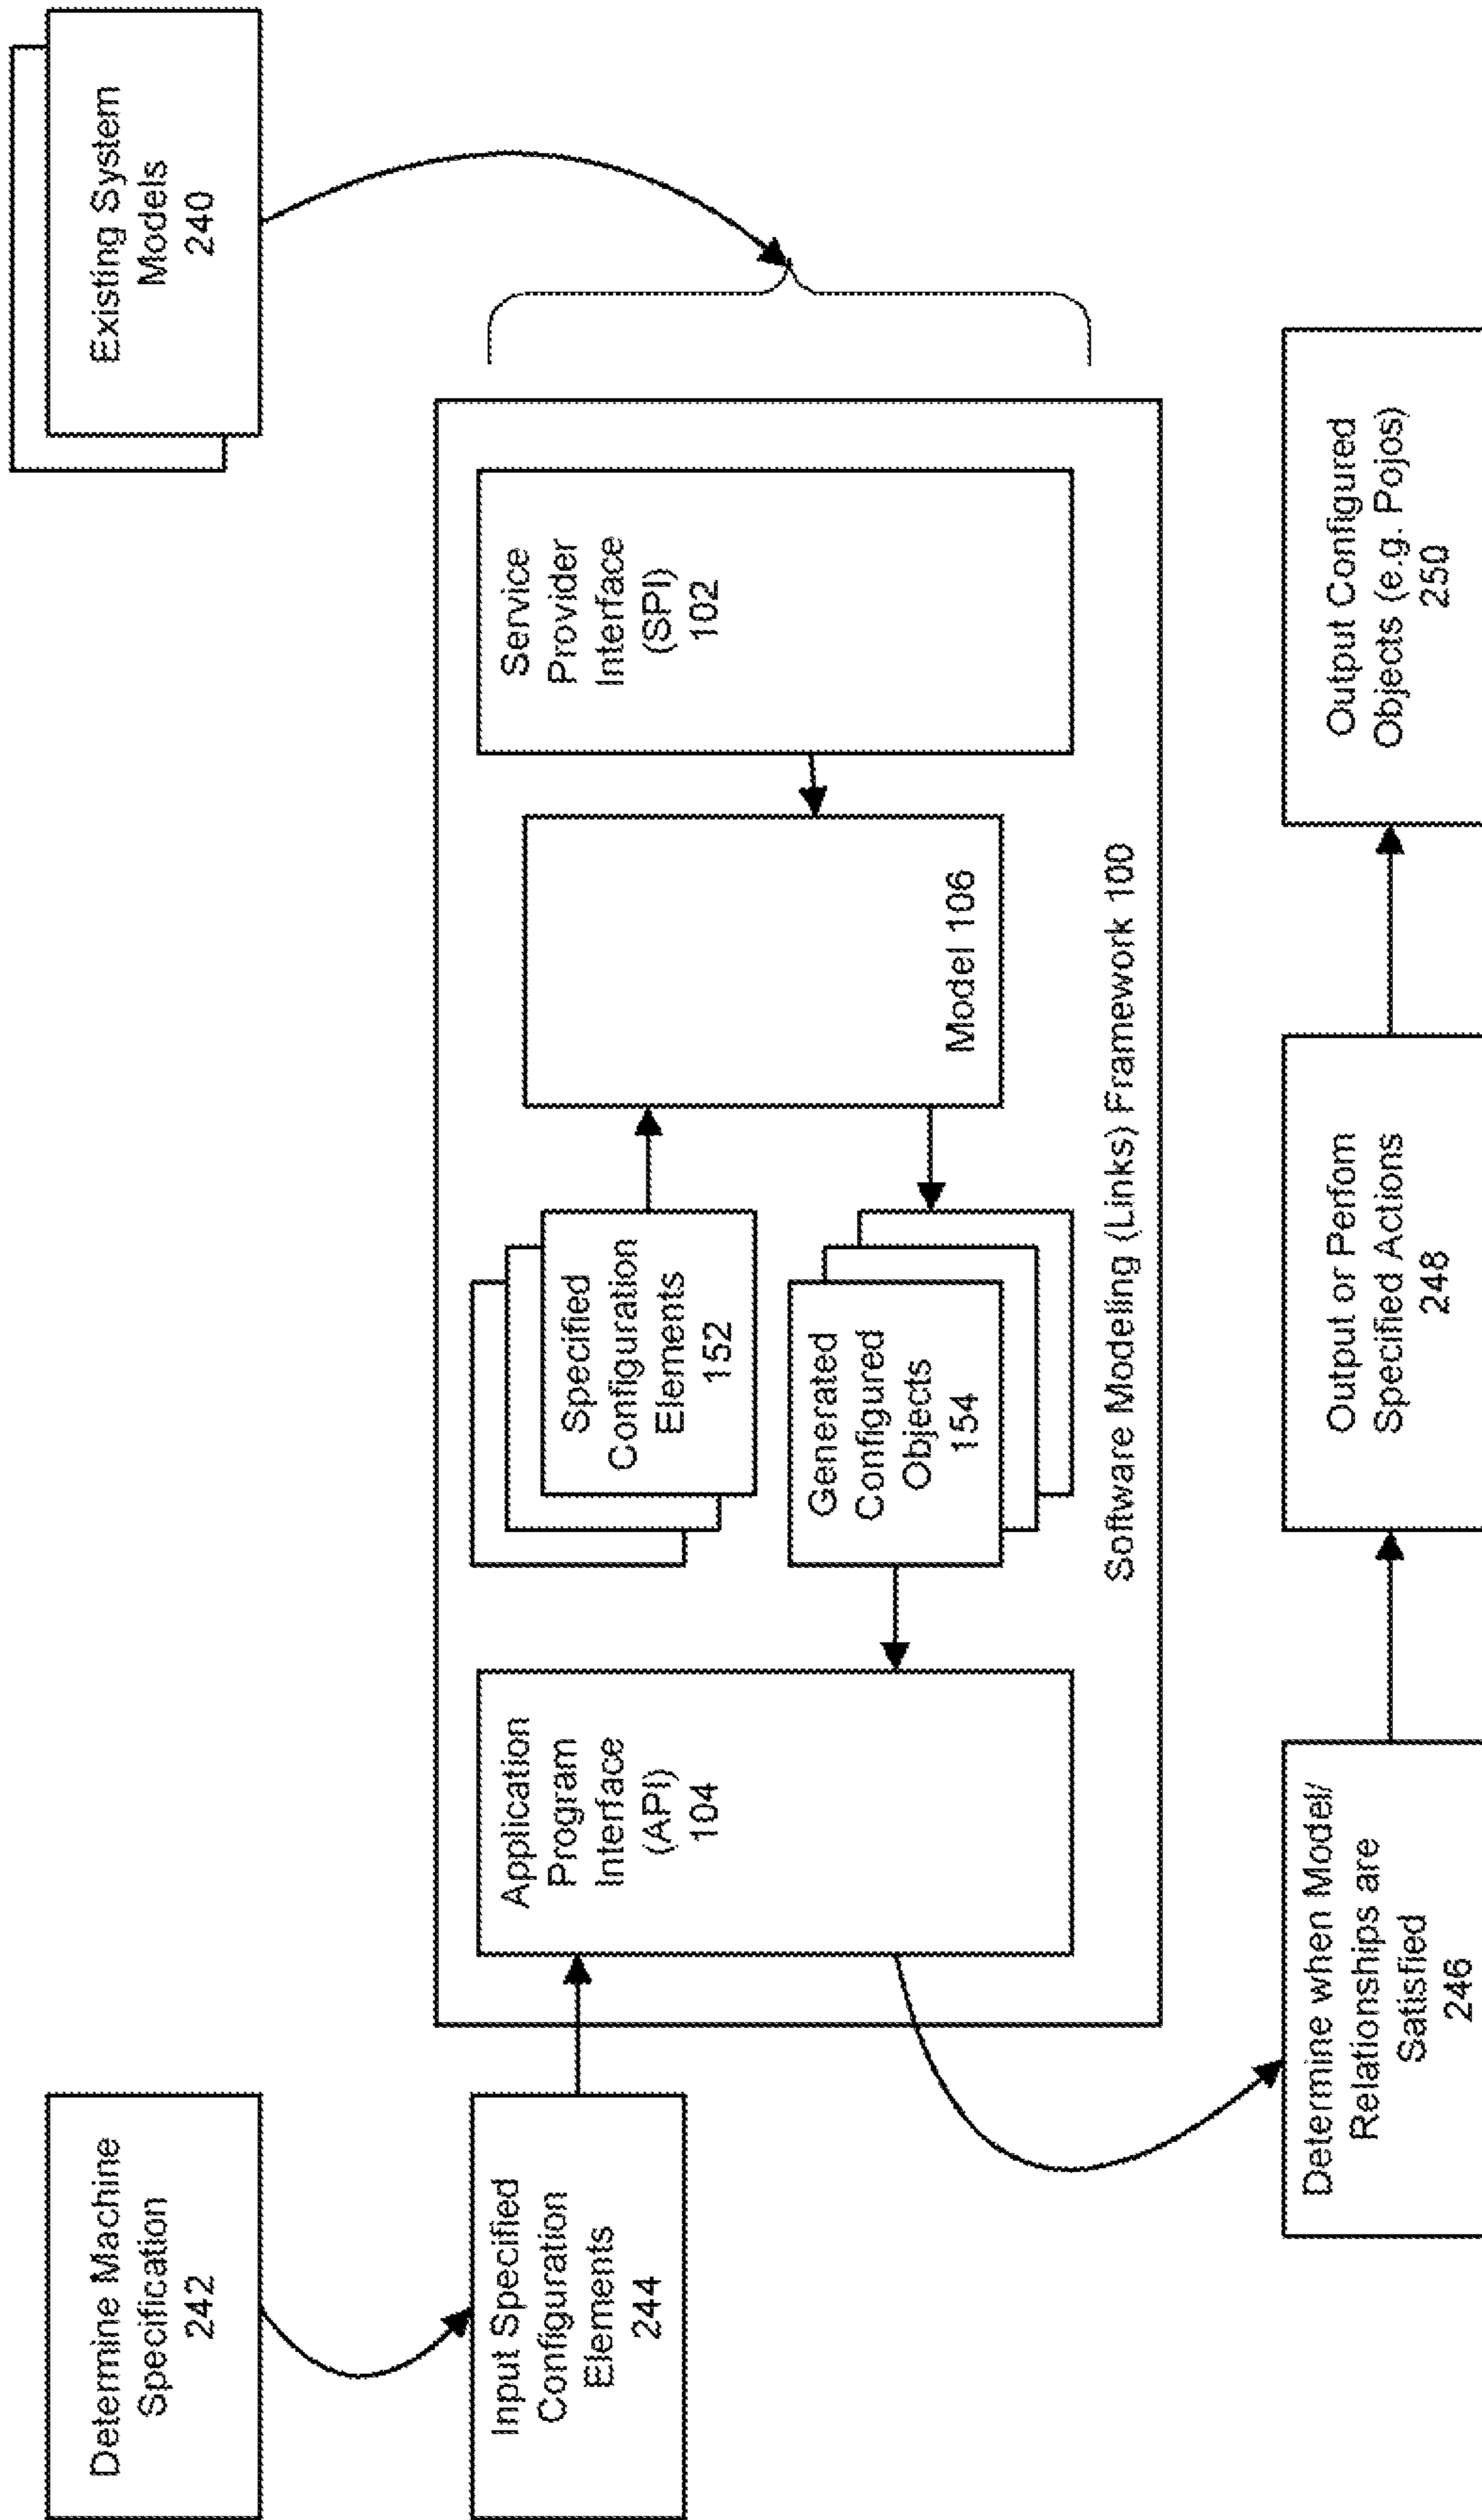 Existing System
Models
240
Determine Machine
Specification
242
Input Specified
Configuration
Elements
244
Application
Program
Interface
(API)
104
Specified
Configuration
Elements
152
Generated
Configured
Objects
154
Model 106
Service
Provider
Interface
(SPI)
102
Software Modeling (Links) Framework 100
Determine when Model/
Relationships are
Satisfied
246
Output or Perfom
Specified Actions
248
Output Configured
Objects (e.g. Pojos)
250